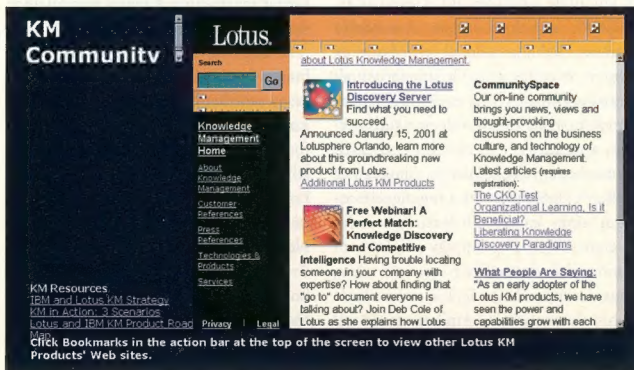 KM
Community
KM Resources
IBM and Lotus KM Strategy
KM in Action: 3 Scenarios
Lotus and IBM KM Product Road
Map
Lotus.
Search
Go
Knowledge
Management
Home
About
Knowledge
Management
Customer
References
Press
References
Technologies &
Products
Services
Privacy | Legal
about Lotus Knowledge Management.
Introducing the Lotus
Discovery Server
Find what you need to
succeed.
Announced January 15, 2001 at
Lotusphere Orlando, learn more
about this groundbreaking new
product from Lotus.
Additional Lotus KM Products
Free Webinar! A
Perfect Match:
Knowledge Discovery
and Competitive
Intelligence Having trouble locating
someone in your company with
expertise? How about finding that
"go to" document everyone is
talking about? Join Deb Cole of
Lotus as she explains how Lotus
CommunitySpace
Our on-line community
brings you news, views and
thought-provoking
discussions on the business
culture, and technology of
Knowledge Management.
Latest articles (requires
registration):
The CKO Test
Organizational Learning, Is it
Beneficial?
Liberating Knowledge
Discovery Paradigms
What People Are Saying:
"As an early adopter of the
Lotus KM products, we have
seen the power and
capabilities grow with each
Click Bookmarks in the action bar at the top of the screen to view other Lotus KM
Products' Web sites.